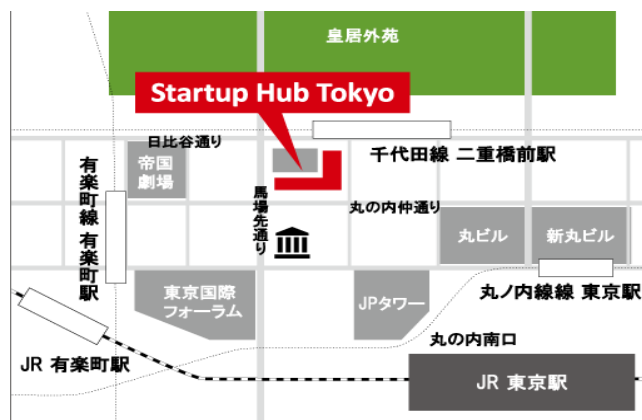 皇居外苑
Startup Hub Tokyo
日比谷通り
千代田線 二重橋前駅
帝国
劇場
有楽町線 有楽町駅
馬場先通り
丸の内仲通り
丸ビル
新丸ビル
東京国際
フォーラム
JPタワー
丸ノ内線線 東京駅
丸の内南口
JR 有楽町駅
JR 東京駅